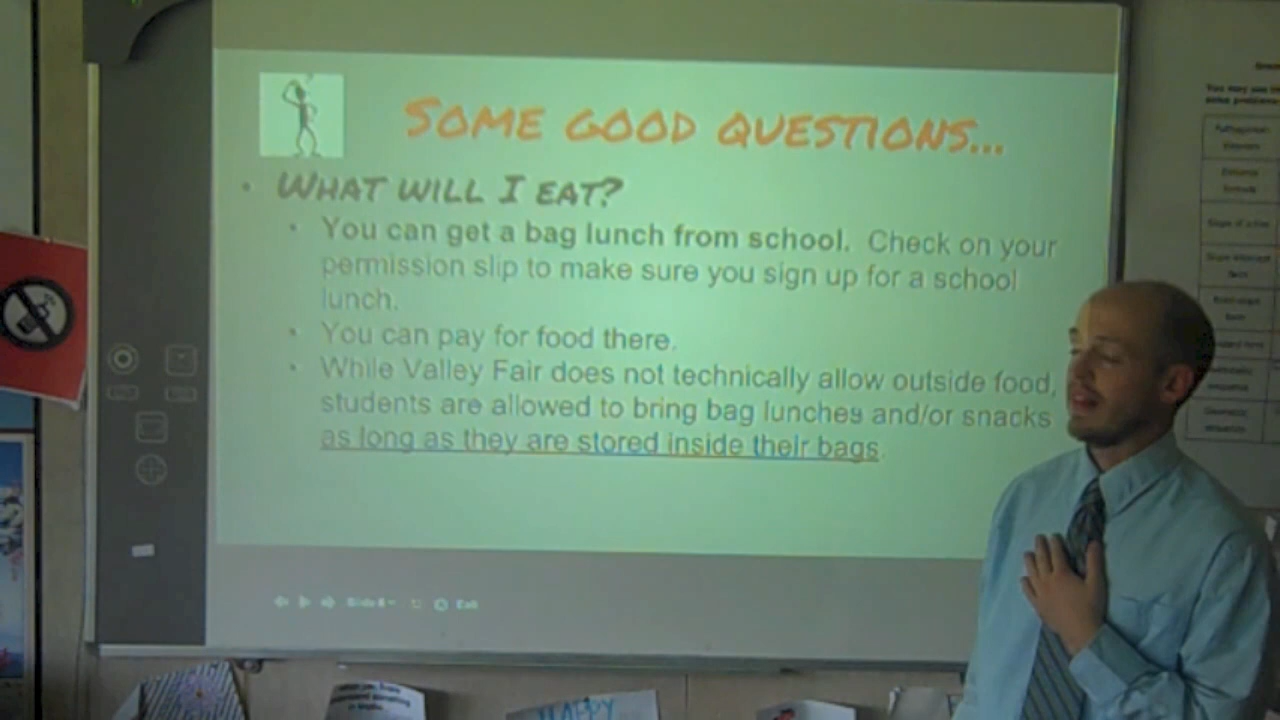 SOME GOOD QUESTIONS...
• WHAT WILL I EAT?
• You can get a bag lunch from school. Check on your
permission slip to make sure you sign up for a school
lunch.
• You can pay for food there.
• While Valley Fair does not technically allow outside food,
students are allowed to bring bag lunches and/or snacks
as long as they are stored inside their bags.
Exit
HAPPY